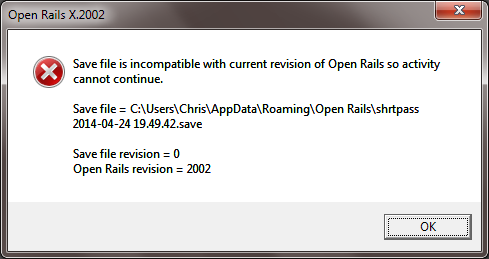 Open Rails X.2002
Save file is incompatible with current revision of Open Rails so activity
cannot continue.
Save file = C:\Users\Chris\AppData\Roaming\Open Rails\shrtpass
2014-04-24 19.49.42.save
Save file revision = 0
Open Rails revision = 2002
OK